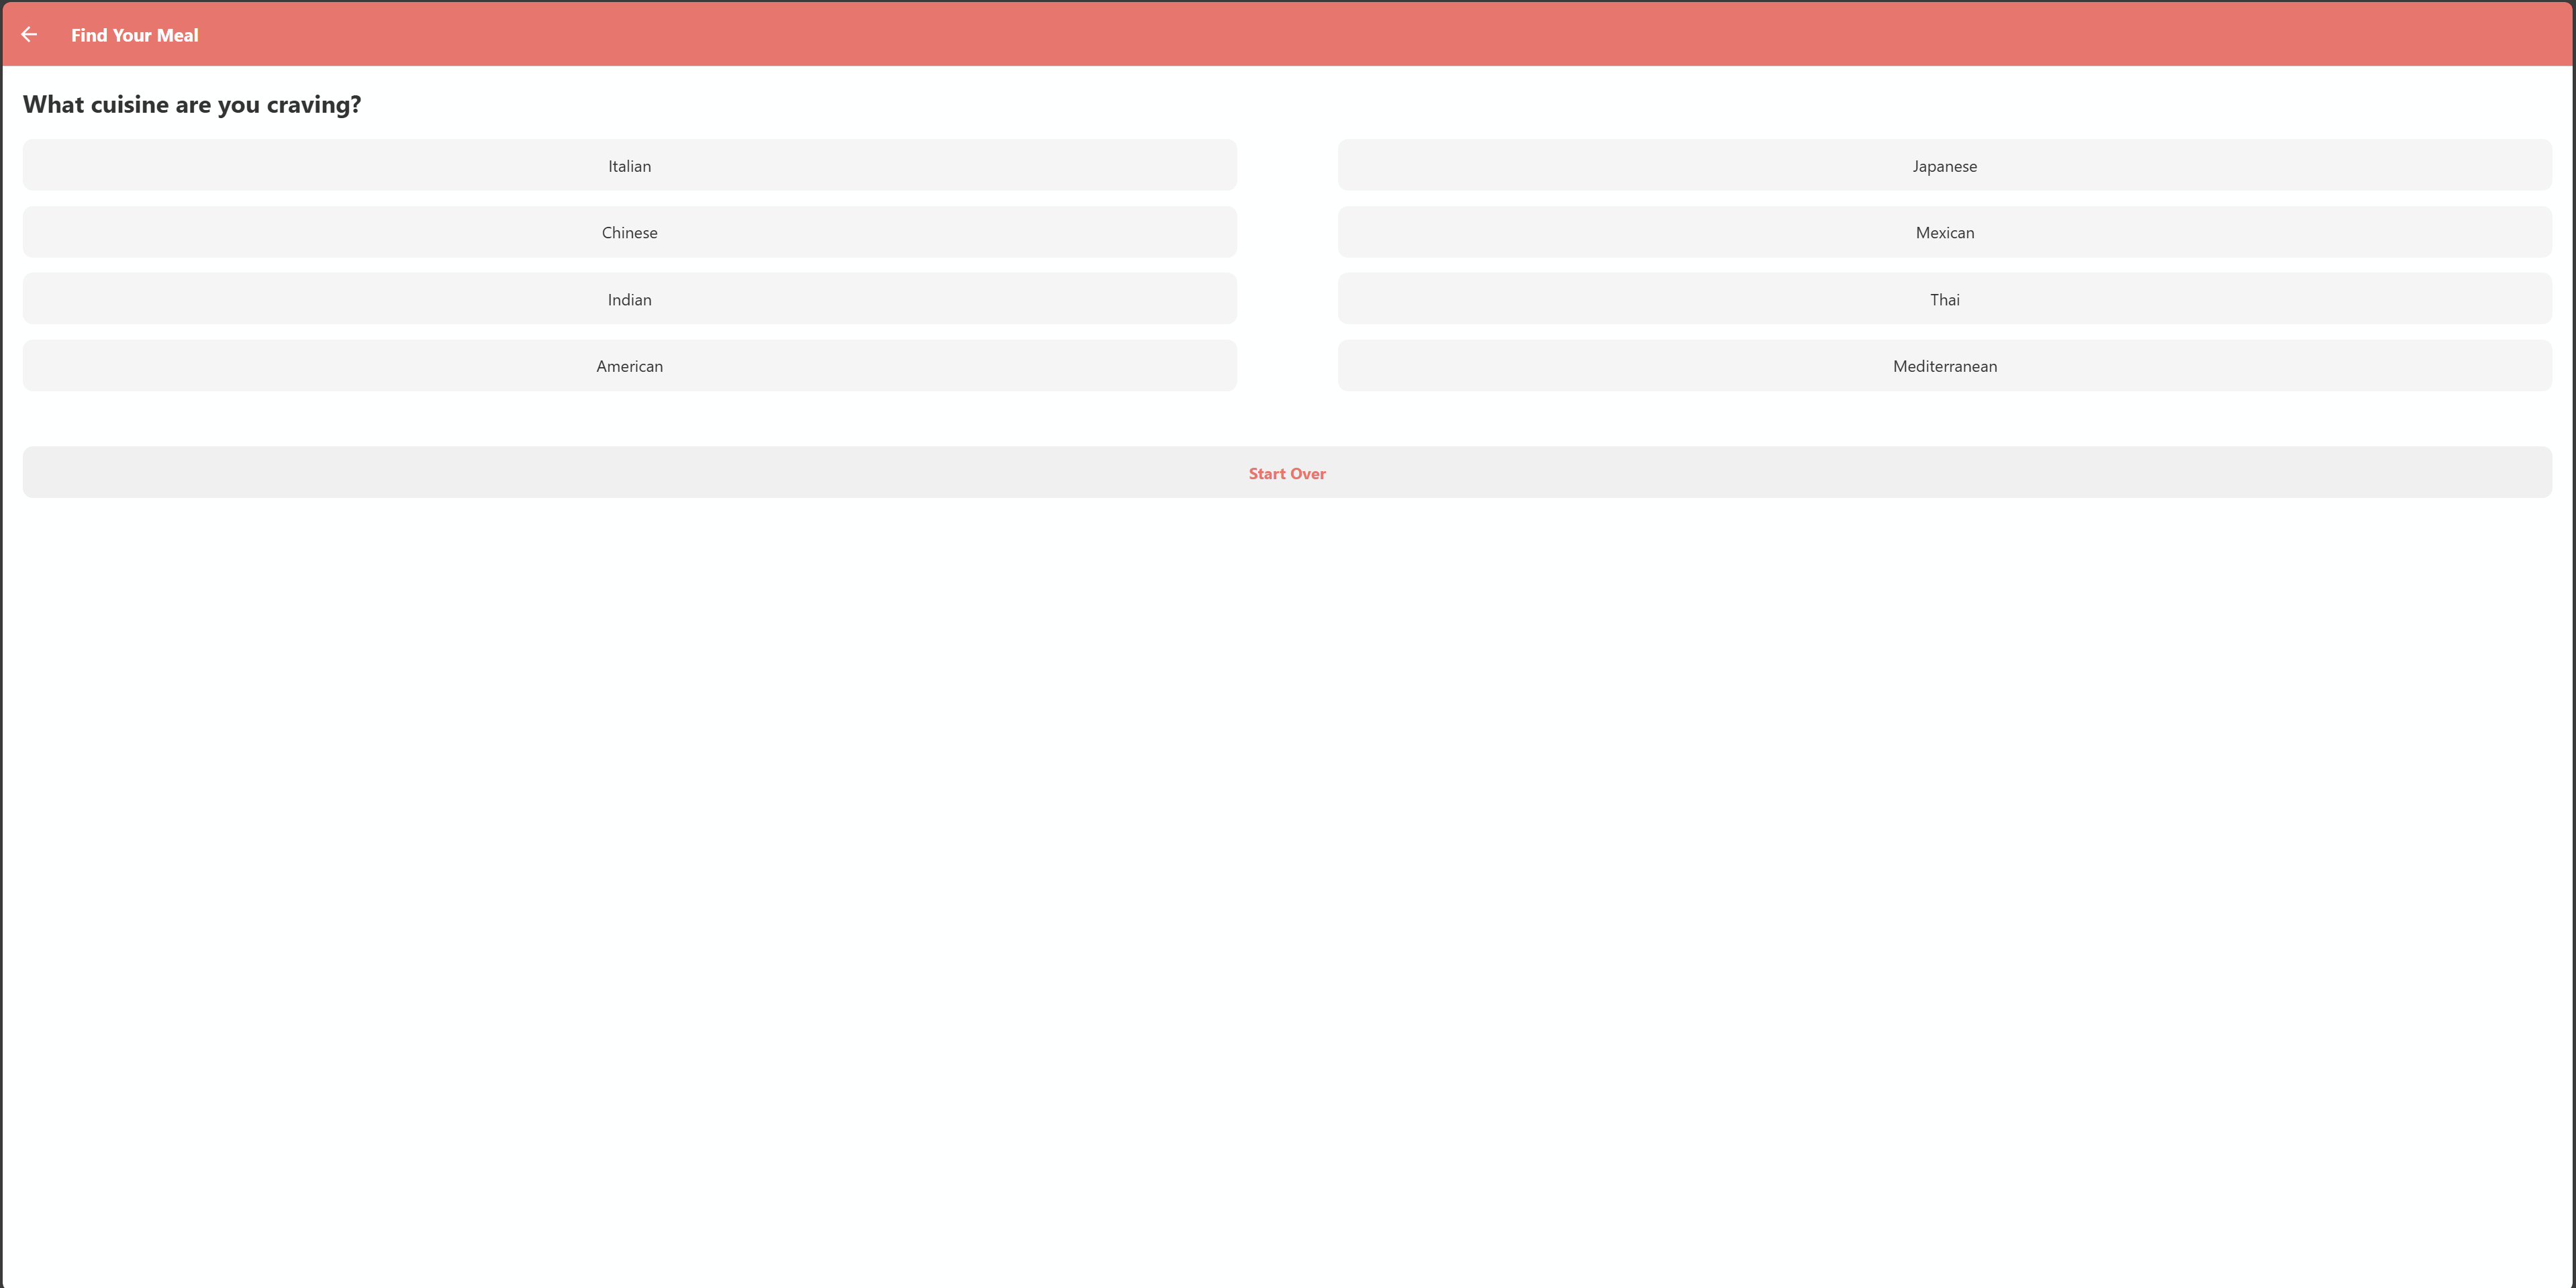 Find Your Meal
What cuisine are you craving?
Italian
Japanese
Chinese
Mexican
Indian
Thai
American
Mediterranean
Start Over